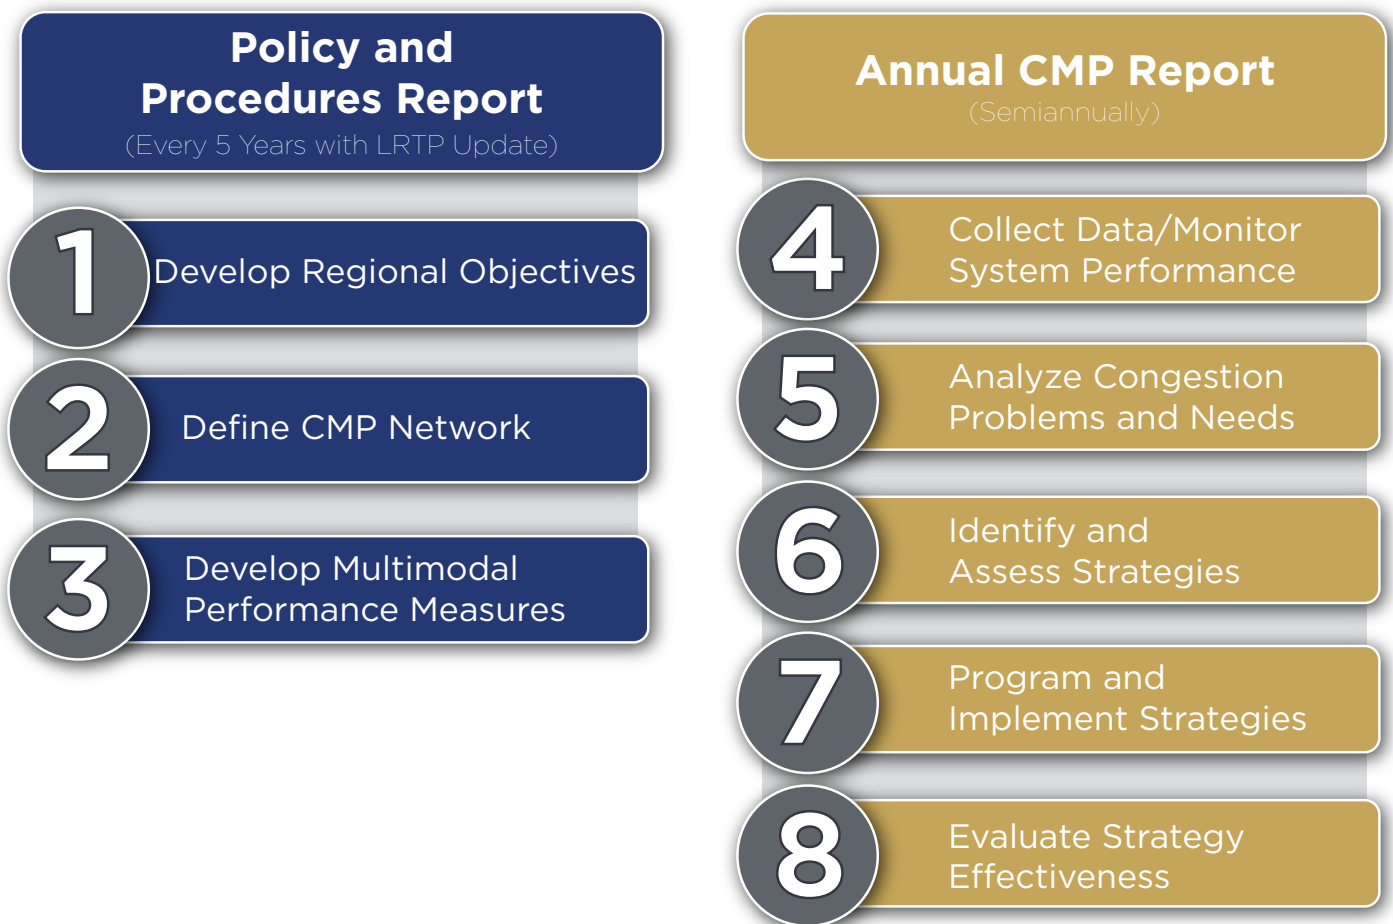 Policy and
Procedures Report
(Every 5 Years with LRTP Update)
1
Develop Regional Objectives
2
Define CMP Network
3
Develop Multimodal
Performance Measures
Annual CMP Report
(Semiannually)
4
Collect Data/Monitor
System Performance
5
Analyze Congestion
Problems and Needs
6
Identify and
Assess Strategies
7
Program and
Implement Strategies
8
Evaluate Strategy
Effectiveness